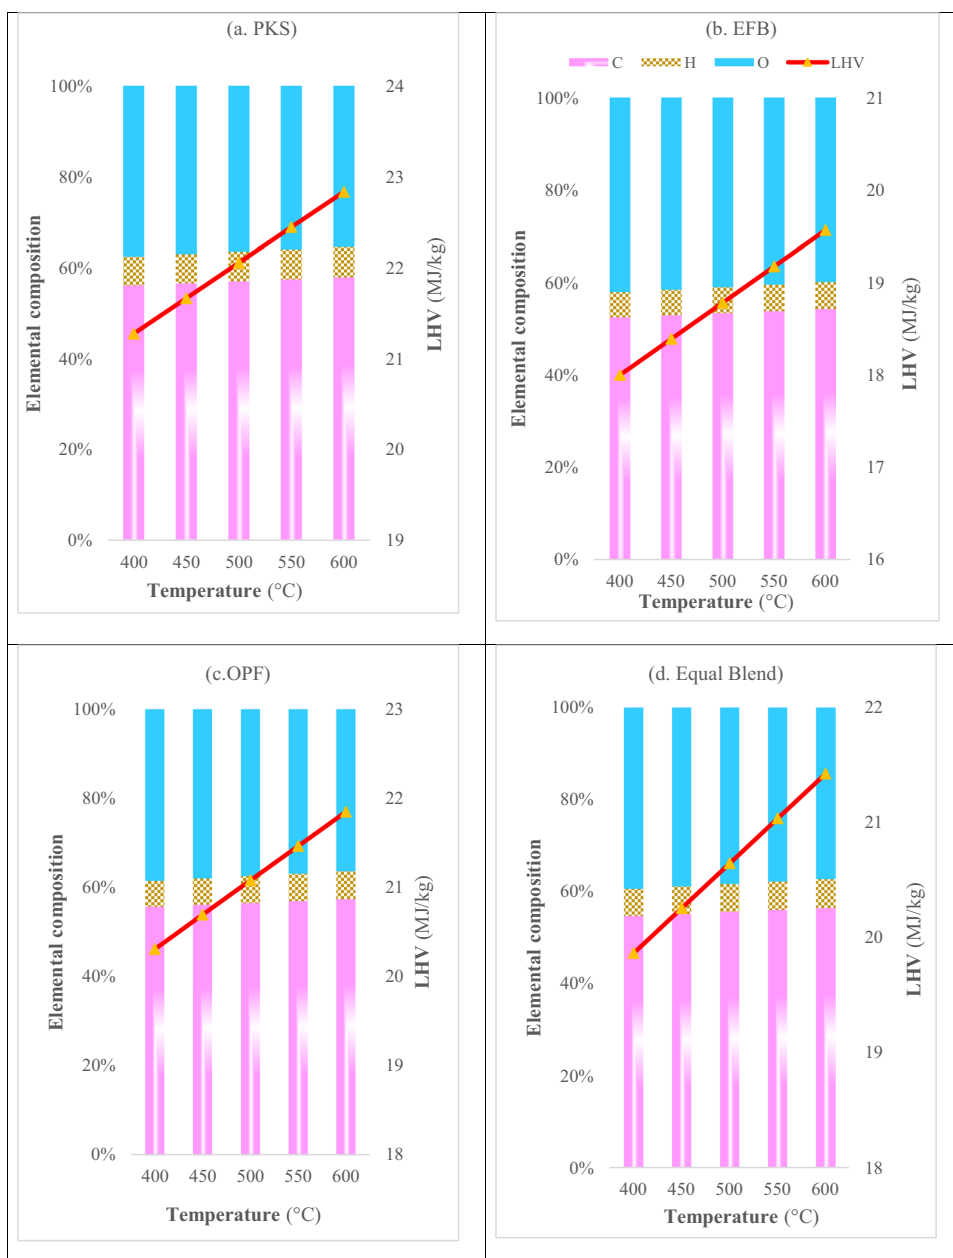 (a. PKS)
100%
80%
60%
40%
20%
0%
24
23
22
21
20
19
Elemental composition
LHV (MJ/kg)
400 450 500 550 600
Temperature (°C)
(b. EFB)
C H O LHV
100%
80%
60%
40%
20%
0%
21
20
19
18
17
16
Elemental composition
LHV (MJ/kg)
400 450 500 550 600
Temperature (°C)
(c.OPF)
100%
80%
60%
40%
20%
0%
23
22
21
20
19
18
Elemental composition
LHV (MJ/kg)
400 450 500 550 600
Temperature (°C)
(d. Equal Blend)
100%
80%
60%
40%
20%
0%
22
21
20
19
18
Elemental composition
LHV (MJ/kg)
400 450 500 550 600
Temperature (°C)